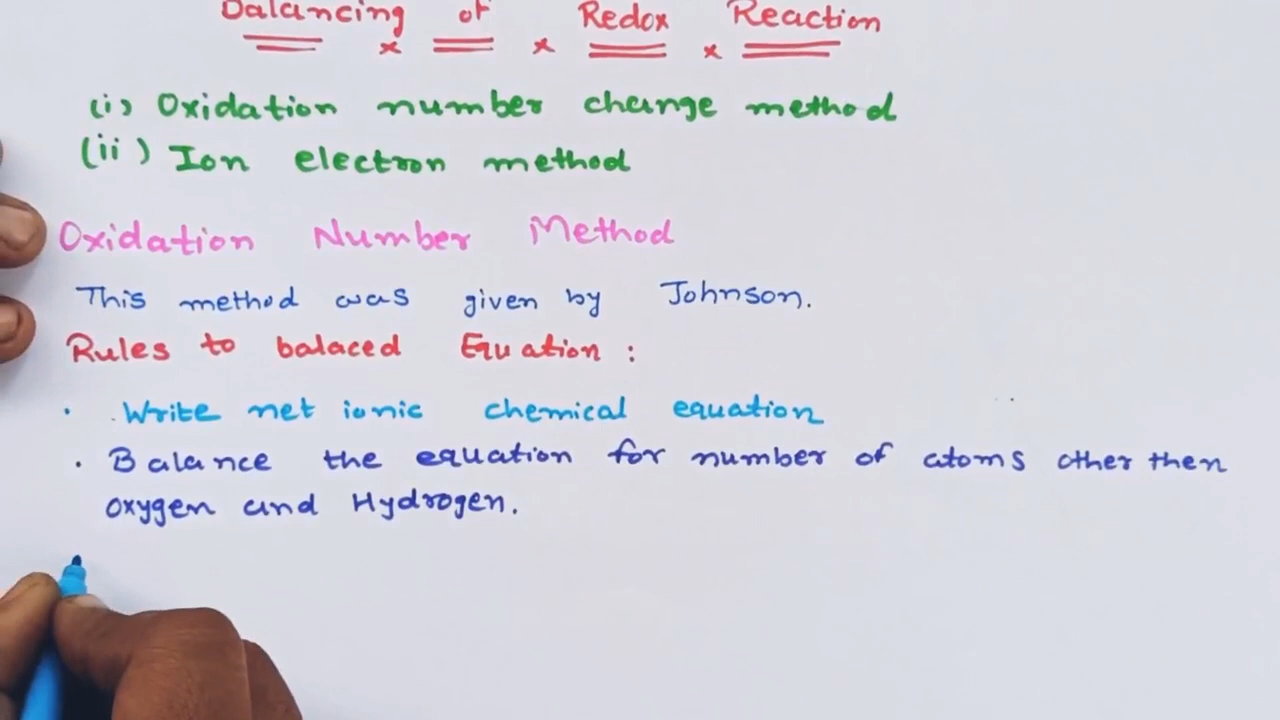 Balancing of Redox Reaction
(i) Oxidation number change method
(ii) Ion electron method
Oxidation Number Method
This method was given by Johnson.
Rules to balaced Equation :
. Write net ionic chemical equation
. Balance the equation for number of atoms other then
oxygen and Hydrogen.